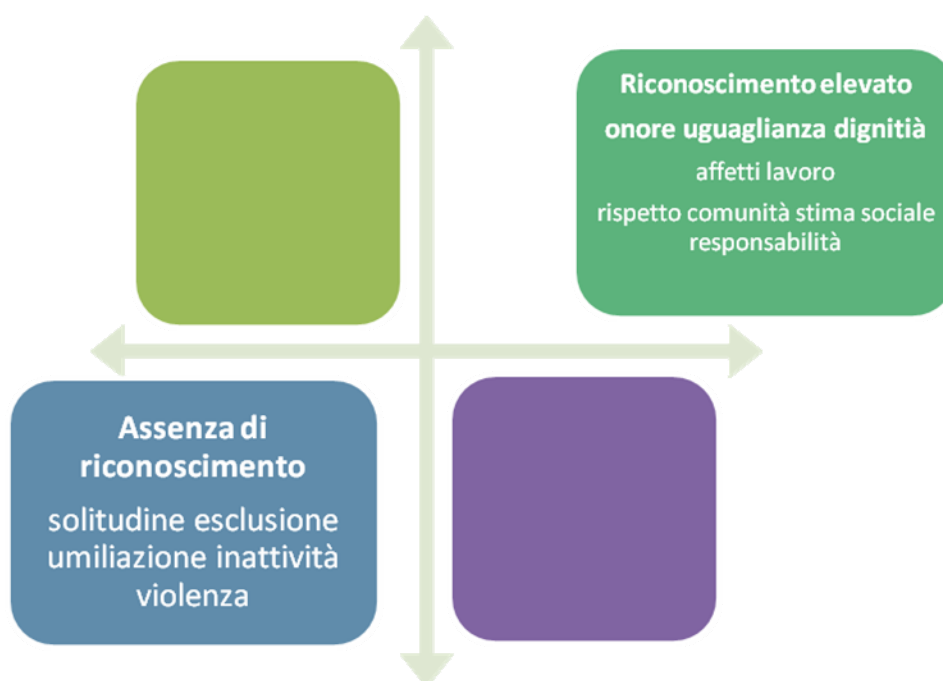 Riconoscimento elevato
onore uguaglianza dignitià
affetti lavoro
rispetto comunità stima sociale
responsabilità
Assenza di
riconoscimento
solitudine esclusione
umiliazione inattività
violenza